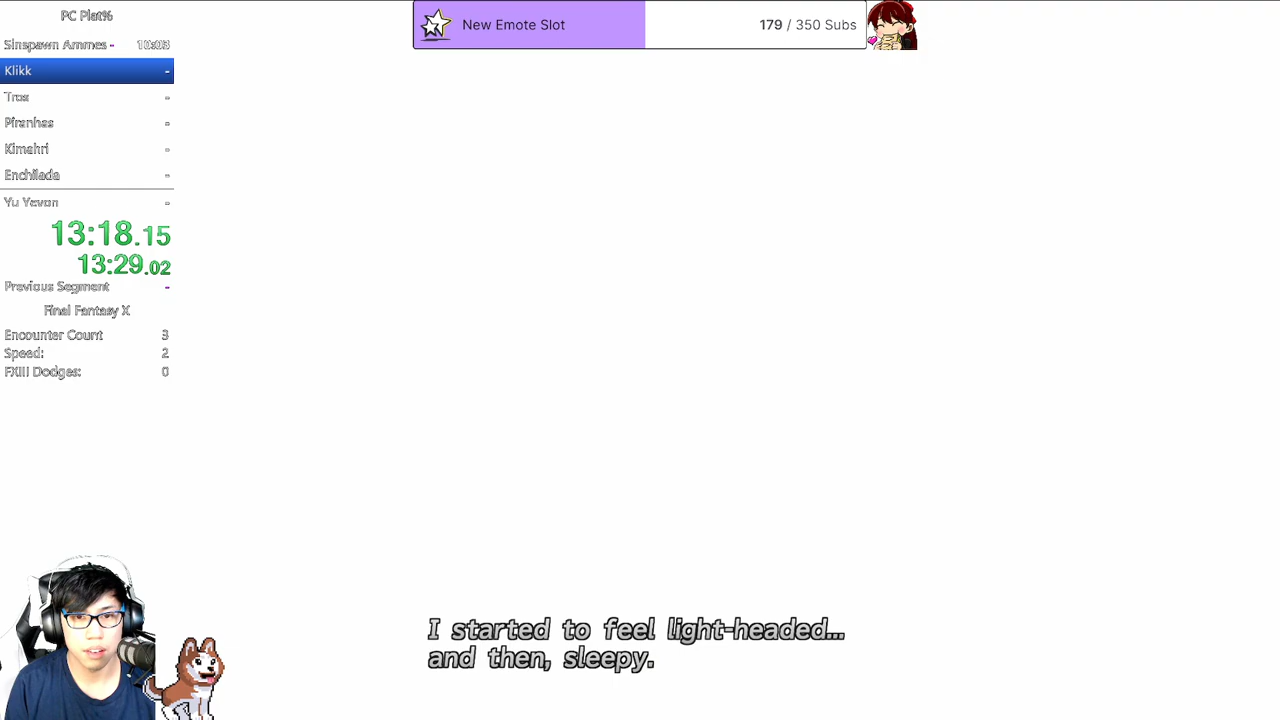 PC Plat%
Sinspawn Ammes - 10:03
Klikk -
Tros -
Piranhas -
Kimahri -
Enchilada -
Yu Yevon -
13:18.15
13:29.02
Previous Segment -
Final Fantasy X
Encounter Count 3
Speed: 2
FXIII Dodges: 0
New Emote Slot 179 / 350 Subs
I started to feel light-headed...
and then, sleepy.